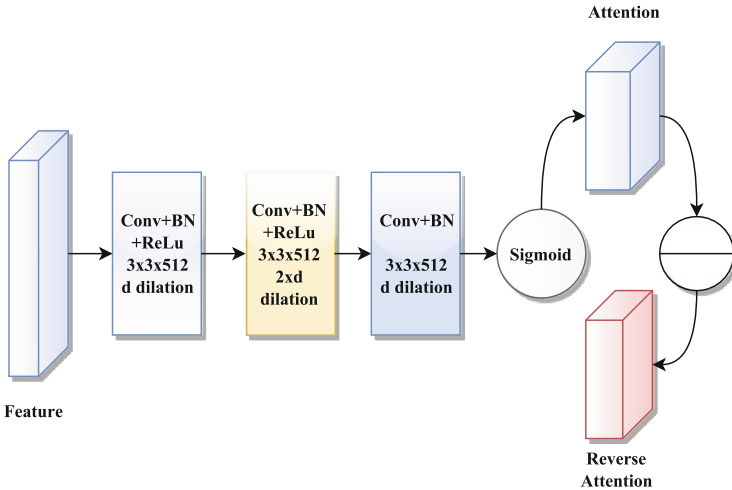 Attention
Conv+BN
+ReLu
3x3x512
d dilation
Conv+BN
+ReLu
3x3x512
2xd
dilation
Conv+BN
3x3x512
d dilation
Sigmoid
Feature
Reverse
Attention